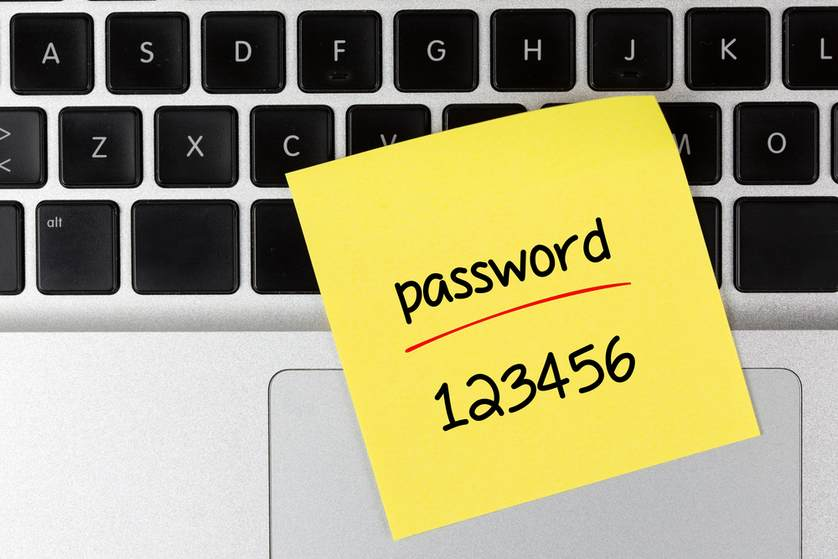 A S D F G H J K L
> Z X C V M O
<
alt
password
123456